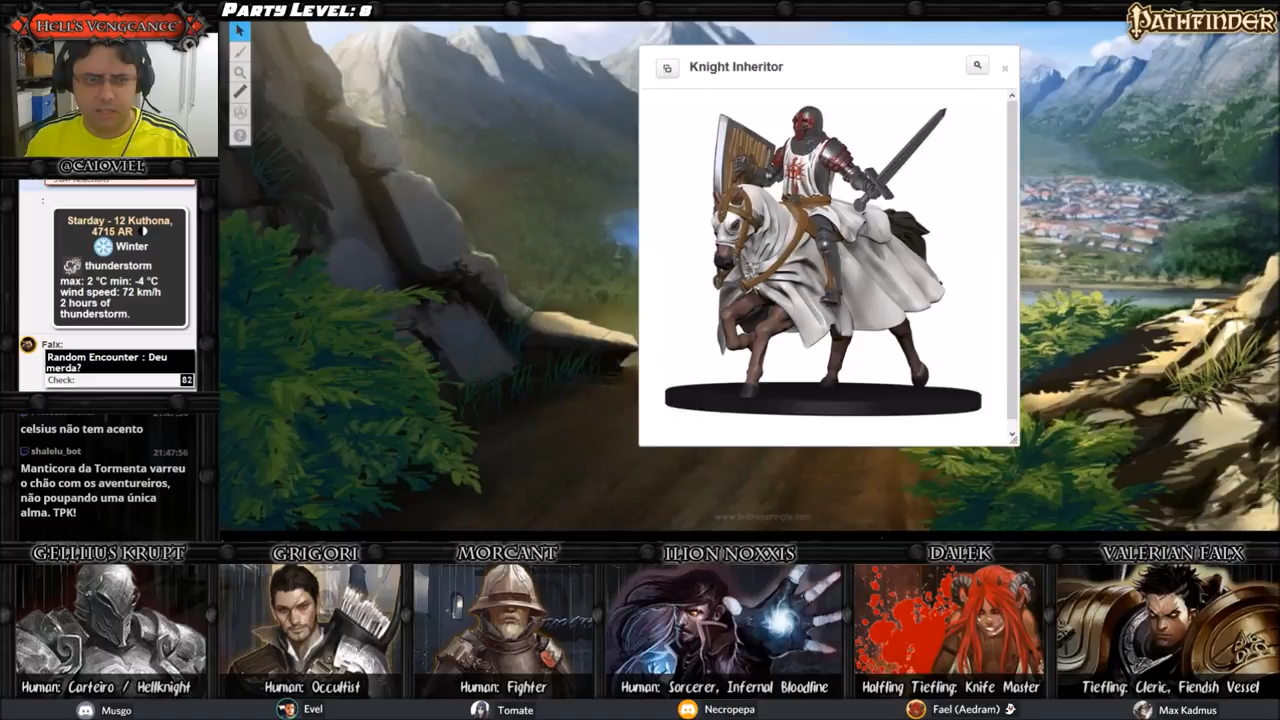 HELL'S VENGEANCE
PARTY LEVEL: 8
PATHFINDER
Knight Inheritor
@CAIOVIEL
:
Starday - 12 Kuthona,
4715 AR
Winter
thunderstorm
max: 2 °C min: -4 °C
wind speed: 72 km/h
2 hours of
thunderstorm.
Falx:
Random Encounter : Deu
merda?
Check: 82
celsius não tem acento
shalelu_bot 21:47:56
Manticora da Tormenta varreu
o chão com os aventureiros,
não poupando uma única
alma. TPK!
GELLIUS KRUPT GRIGORI MORCANT ILION NOXXIS DALEK VALERIAN FALX
Human: Carteiro / Hellknight Human: Occultist Human: Fighter Human: Sorcerer, Infernal Bloodline Halfling Tiefling: Knife Master Tiefling: Cleric, Fiendsh Vessel
Musgo Evel Tomate Necropepa Fael (Aedram) Max Kadmus